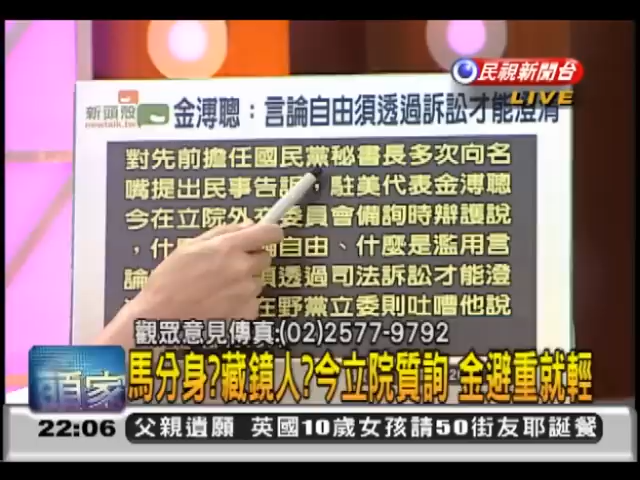 民視新聞台
LIVE
新頭殼
newtalk.tw
金溥聰：言論自由須透過訴訟才能澄清
對先前擔任國民黨秘書長多次向名
嘴提出民事告訴，駐美代表金溥聰
今在立院外交委員會備詢時辯護說
，什 論自由、什麼是濫用言
論 須透過司法訴訟才能澄
在野黨立委則吐嘈他說
觀眾意見傳真:(02)2577-9792
頭家
馬分身?藏鏡人?今立院質詢 金避重就輕
22:06 父親遺願 英國10歲女孩請50街友耶誕餐